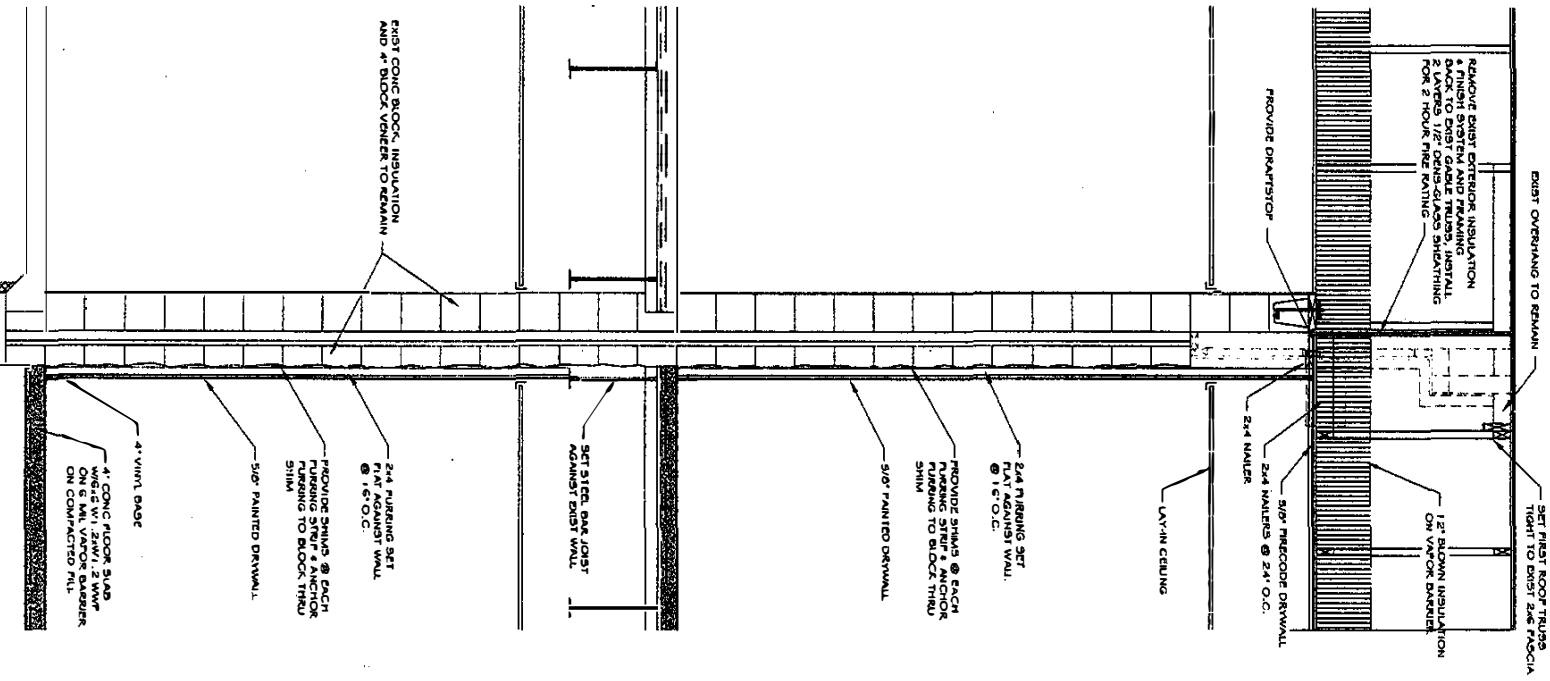 EXIST OVERHANG TO REMAIN
SET FIRST ROOF TRUSS
TIGHT TO EXIST 2x6 FASCIA
REMOVE EXIST EXTERIOR INSULATION
& FINISH SYSTEM AND FRAMING
BACK TO EXIST GABLE TRUSS, INSTALL
2 LAYERS 1/2" DENS-GLASS SHEATHING
FOR 2 HOUR FIRE RATING
12" BLOWN INSULATION
ON VAPOR BARRIER
PROVIDE DRAFTSTOP
5/8" FIRECODE DRYWALL
2x4 NAILERS @ 24" O.C.
2x4 NAILER
LAY-IN CEILING
2x4 FURRING SET
FLAT AGAINST WALL
@ 16" O.C.
PROVIDE SHIMS @ EACH
FURRING STRIP & ANCHOR
FURRING TO BLOCK THRU
SHIM
5/8" PAINTED DRYWALL
SET STEEL BAR JOIST
AGAINST EXIST WALL
EXIST CONC BLOCK, INSULATION
AND 4" BLOCK VENEER TO REMAIN
2x4 FURRING SET
FLAT AGAINST WALL
@ 16" O.C.
PROVIDE SHIMS @ EACH
FURRING STRIP & ANCHOR
FURRING TO BLOCK THRU
SHIM
5/8" PAINTED DRYWALL
4" VINYL BASE
4" CONC FLOOR SLAB
W/6x6 W1.2xW1.2 WWF
ON 6 MIL VAPOR BARRIER
ON COMPACTED FILL